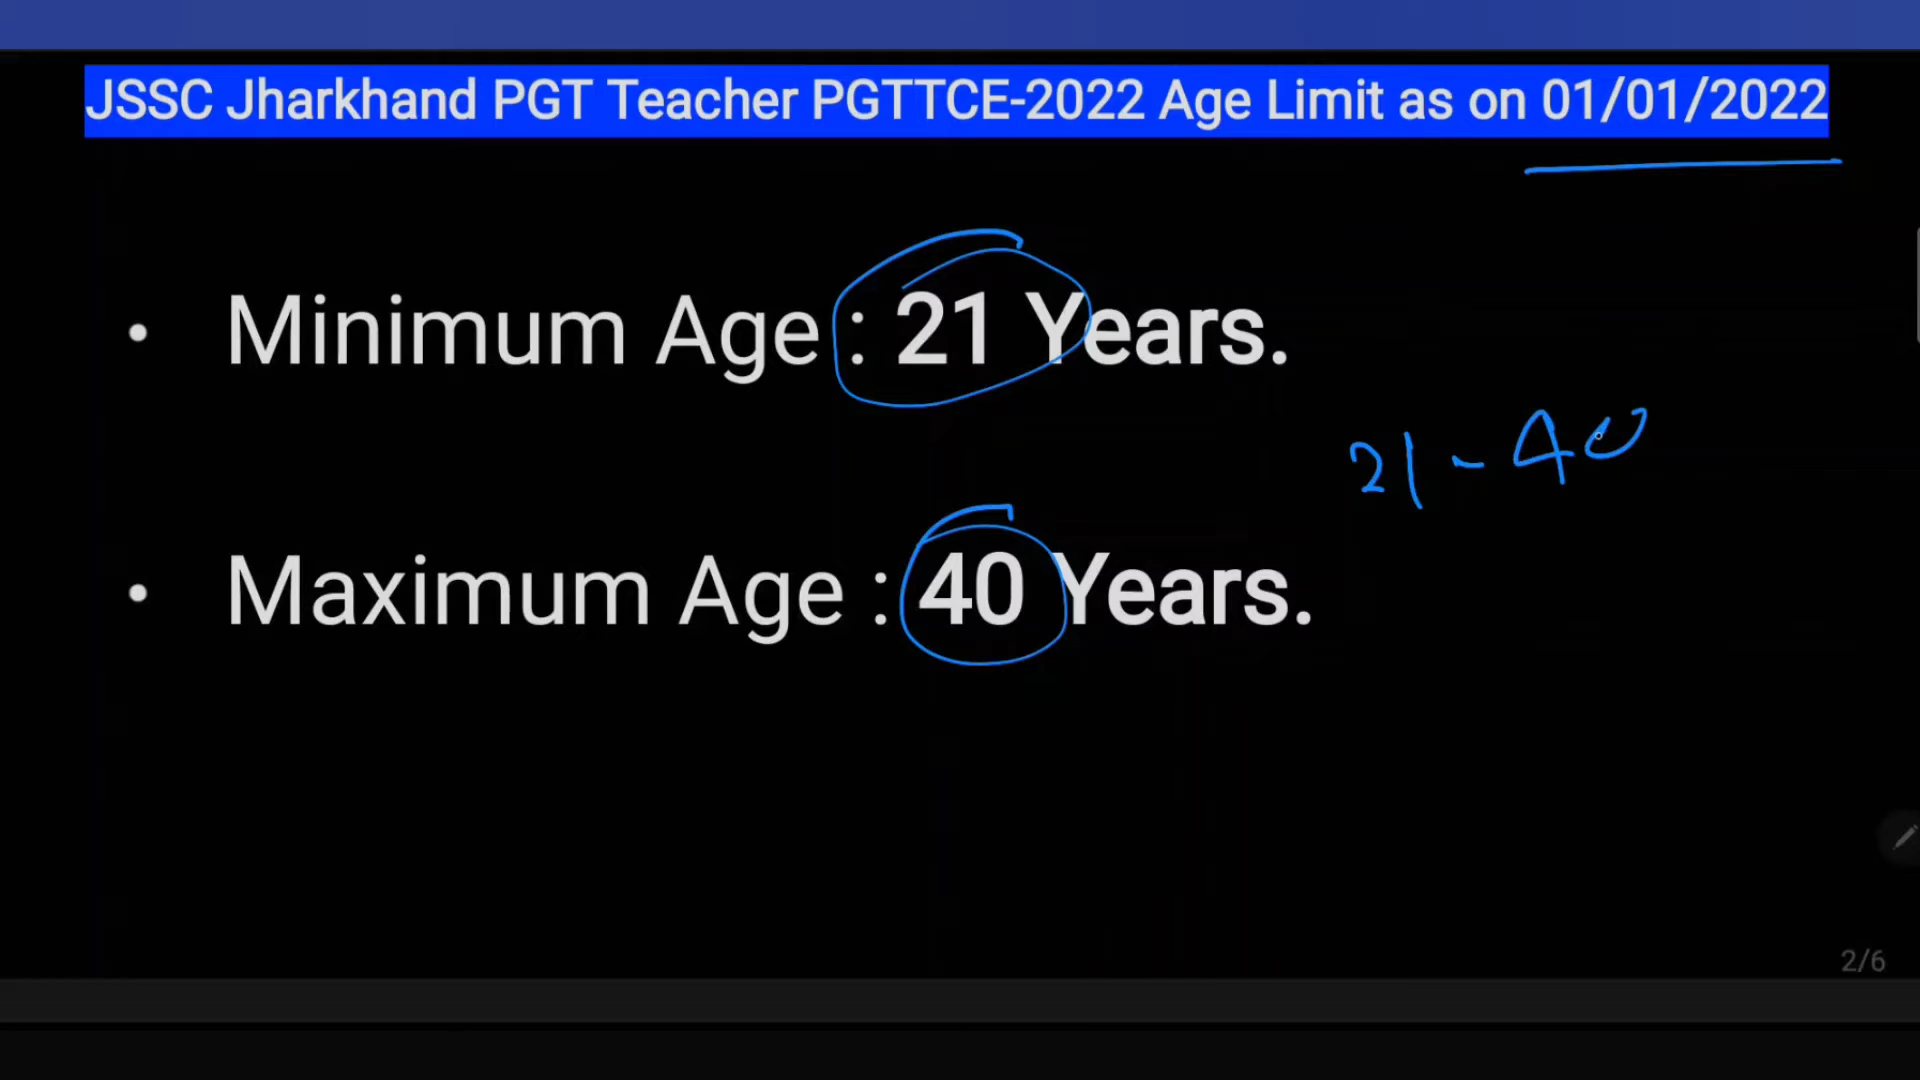 JSSC Jharkhand PGT Teacher PGTTCE-2022 Age Limit as on 01/01/2022
• Minimum Age : 21 Years.
21-40
• Maximum Age : 40 Years.
2/6